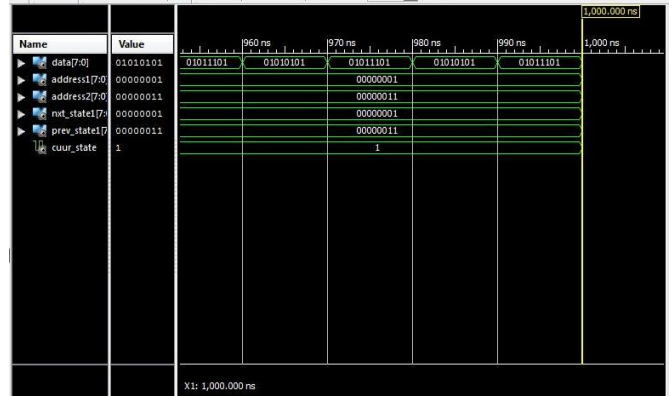 1,000.000 ns
Name Value 960 ns 970 ns 980 ns 990 ns 1,000 ns
data[7:0] 01010101 01011101 01010101 01011101 01010101 01011101
address1[7:0] 00000001 00000001
address2[7:0] 00000011 00000011
nxt_state1[7: 00000001 00000001
prev_state1[7 00000011 00000011
cuur_state 1 1
X1: 1,000.000 ns